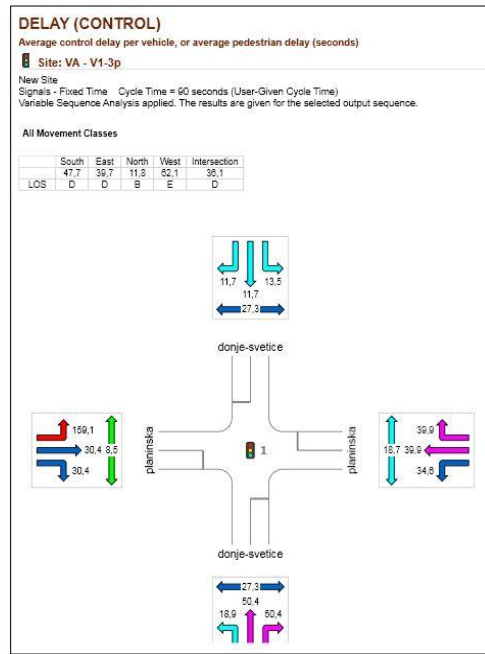 DELAY (CONTROL)
Average control delay per vehicle, or average pedestrian delay (seconds)
Site: VA - V1-3p
New Site
Signals - Fixed Time Cycle Time = 90 seconds (User-Given Cycle Time)
Variable Sequence Analysis applied. The results are given for the selected output sequence.
All Movement Classes
South East North West Intersection
47,7 39,7 11,8 62,1 36,1
LOS D D B E D
11,7 13,5
11,7
27,3
donje-svetice
159,1
30,4 8,5
30,4
planinska
1
planinska
39,9
18,7 39,9
34,6
donje-svetice
27,3
50,4
18,9 50,4